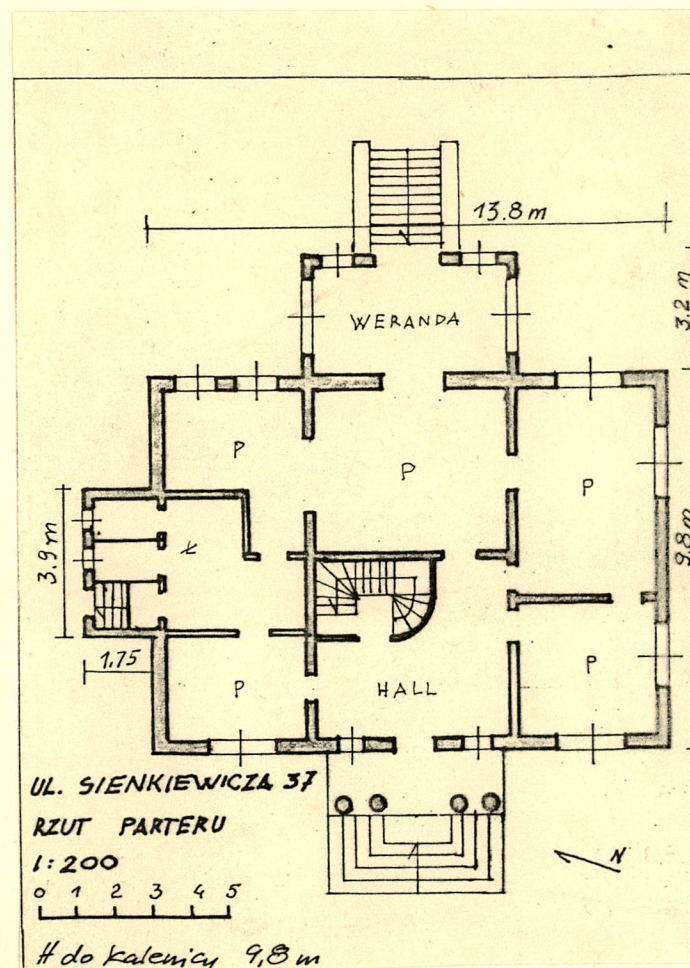 13.8 m
3.2 m
WERANDA
P
P
P
9.8 m
3.9 m
Ł
1.75
P
HALL
P
UL. SIENKIEWICZA 37
RZUT PARTERU
1:200
N
0 1 2 3 4 5
H do kalenicy 9,8 m